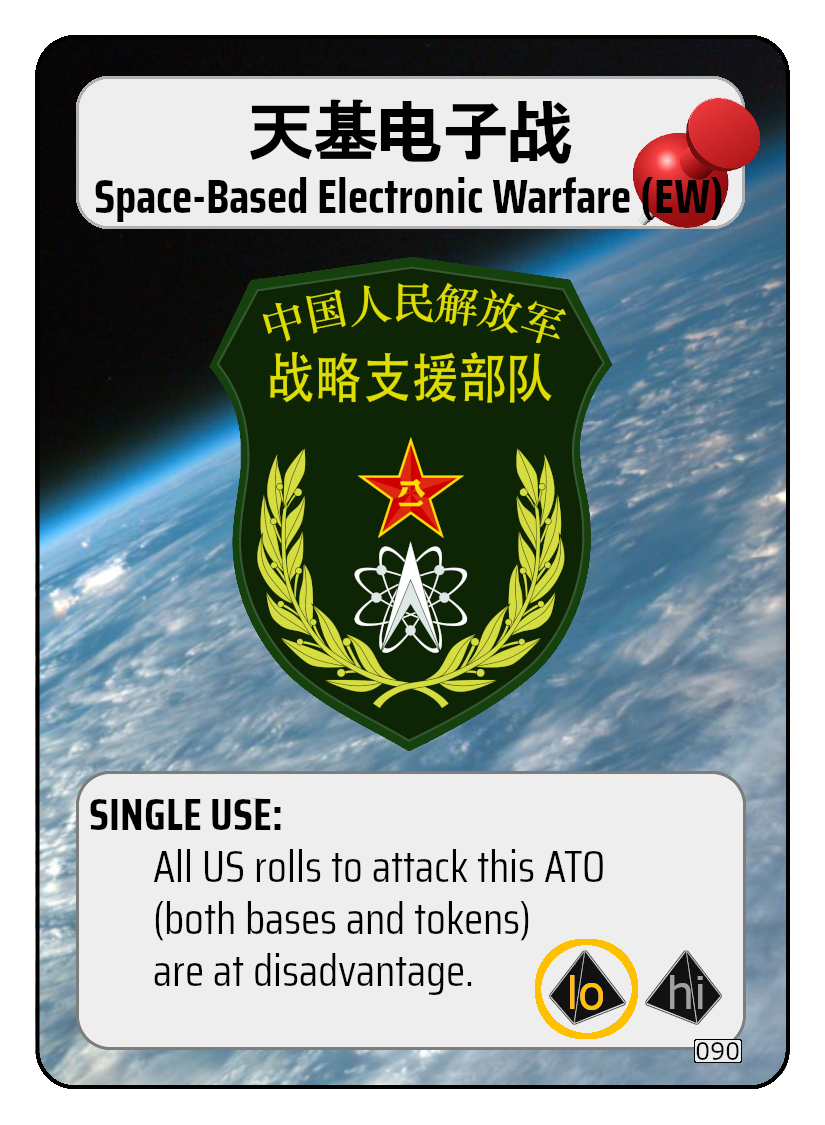 天基电子战
Space-Based Electronic Warfare (EW)
中国人民解放军
战略支援部队
八一
SINGLE USE:
All US rolls to attack this ATO
(both bases and tokens)
are at disadvantage.
lo hi
090